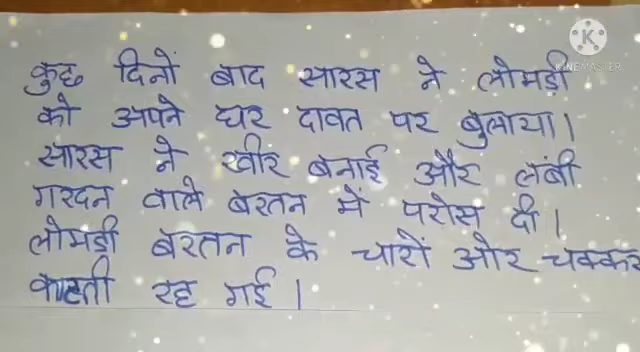 कुछ दिनों बाद सारस ने लोमड़ी
को अपने घर दावत पर बुलाया।
सारस ने खीर बनाई और लंबी
गरदन वाले बरतन में परोस दी।
लोमड़ी बरतन के चारों ओर चक्कर
काटती रह गई।
KINEMASTER